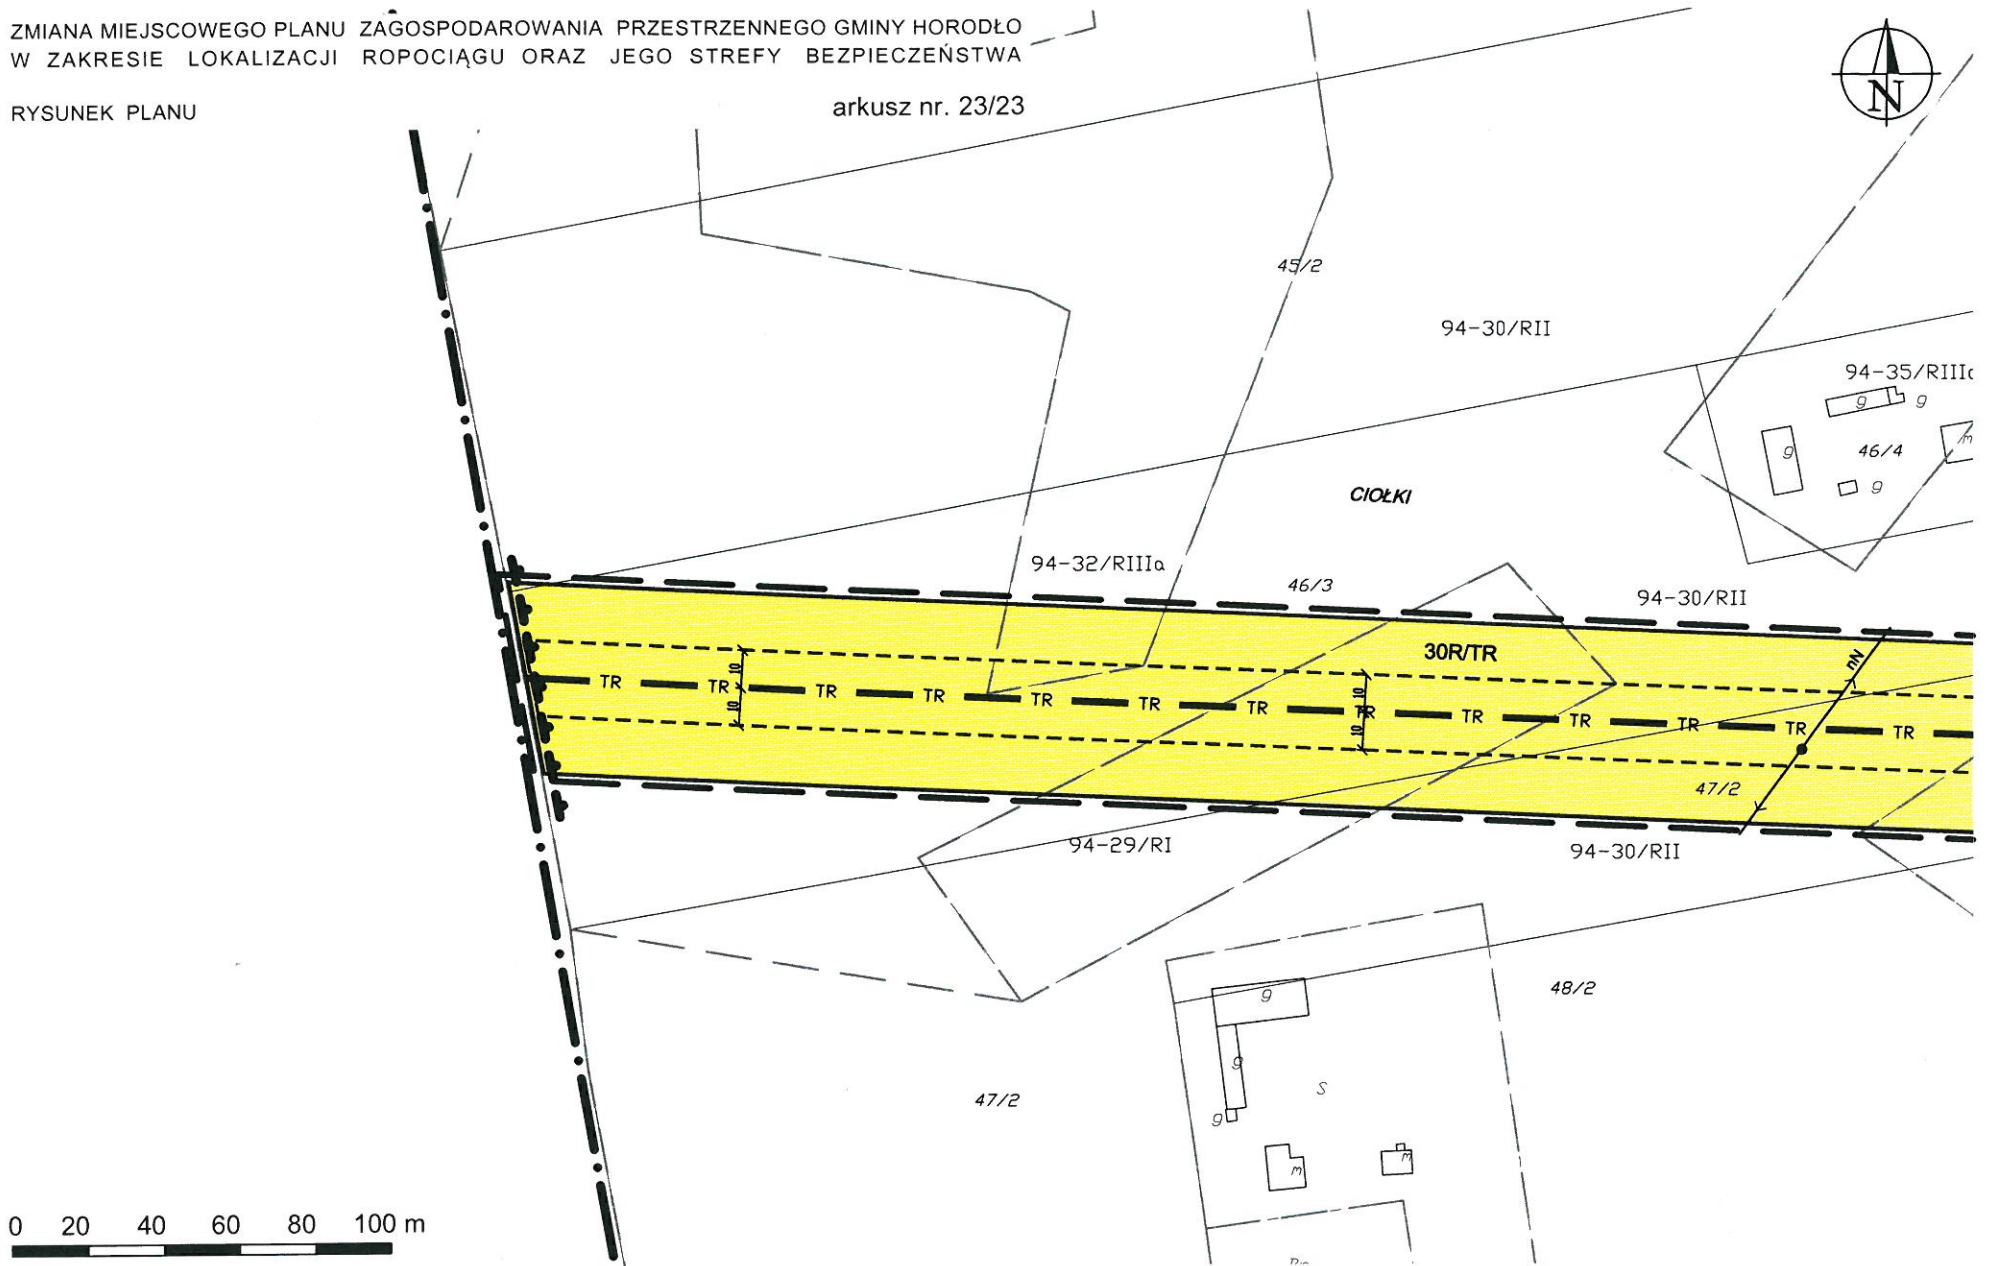 ZMIANA MIEJSCOWEGO PLANU ZAGOSPODAROWANIA PRZESTRZENNEGO GMINY HORODŁO
W ZAKRESIE LOKALIZACJI ROPOCIĄGU ORAZ JEGO STREFY BEZPIECZEŃSTWA
RYSUNEK PLANU
arkusz nr. 23/23
N
45/2
94-30/RII
94-35/RIII
g g
g 46/4 m
g
CIOŁKI
94-32/RIIIa
46/3
94-30/RII
30R/TR
nN
10 10
TR TR TR TR TR TR TR TR TR TR TR TR TR
10 10
47/2
94-29/RI
94-30/RII
48/2
g
g
S
47/2
g
m m
0 20 40 60 80 100 m